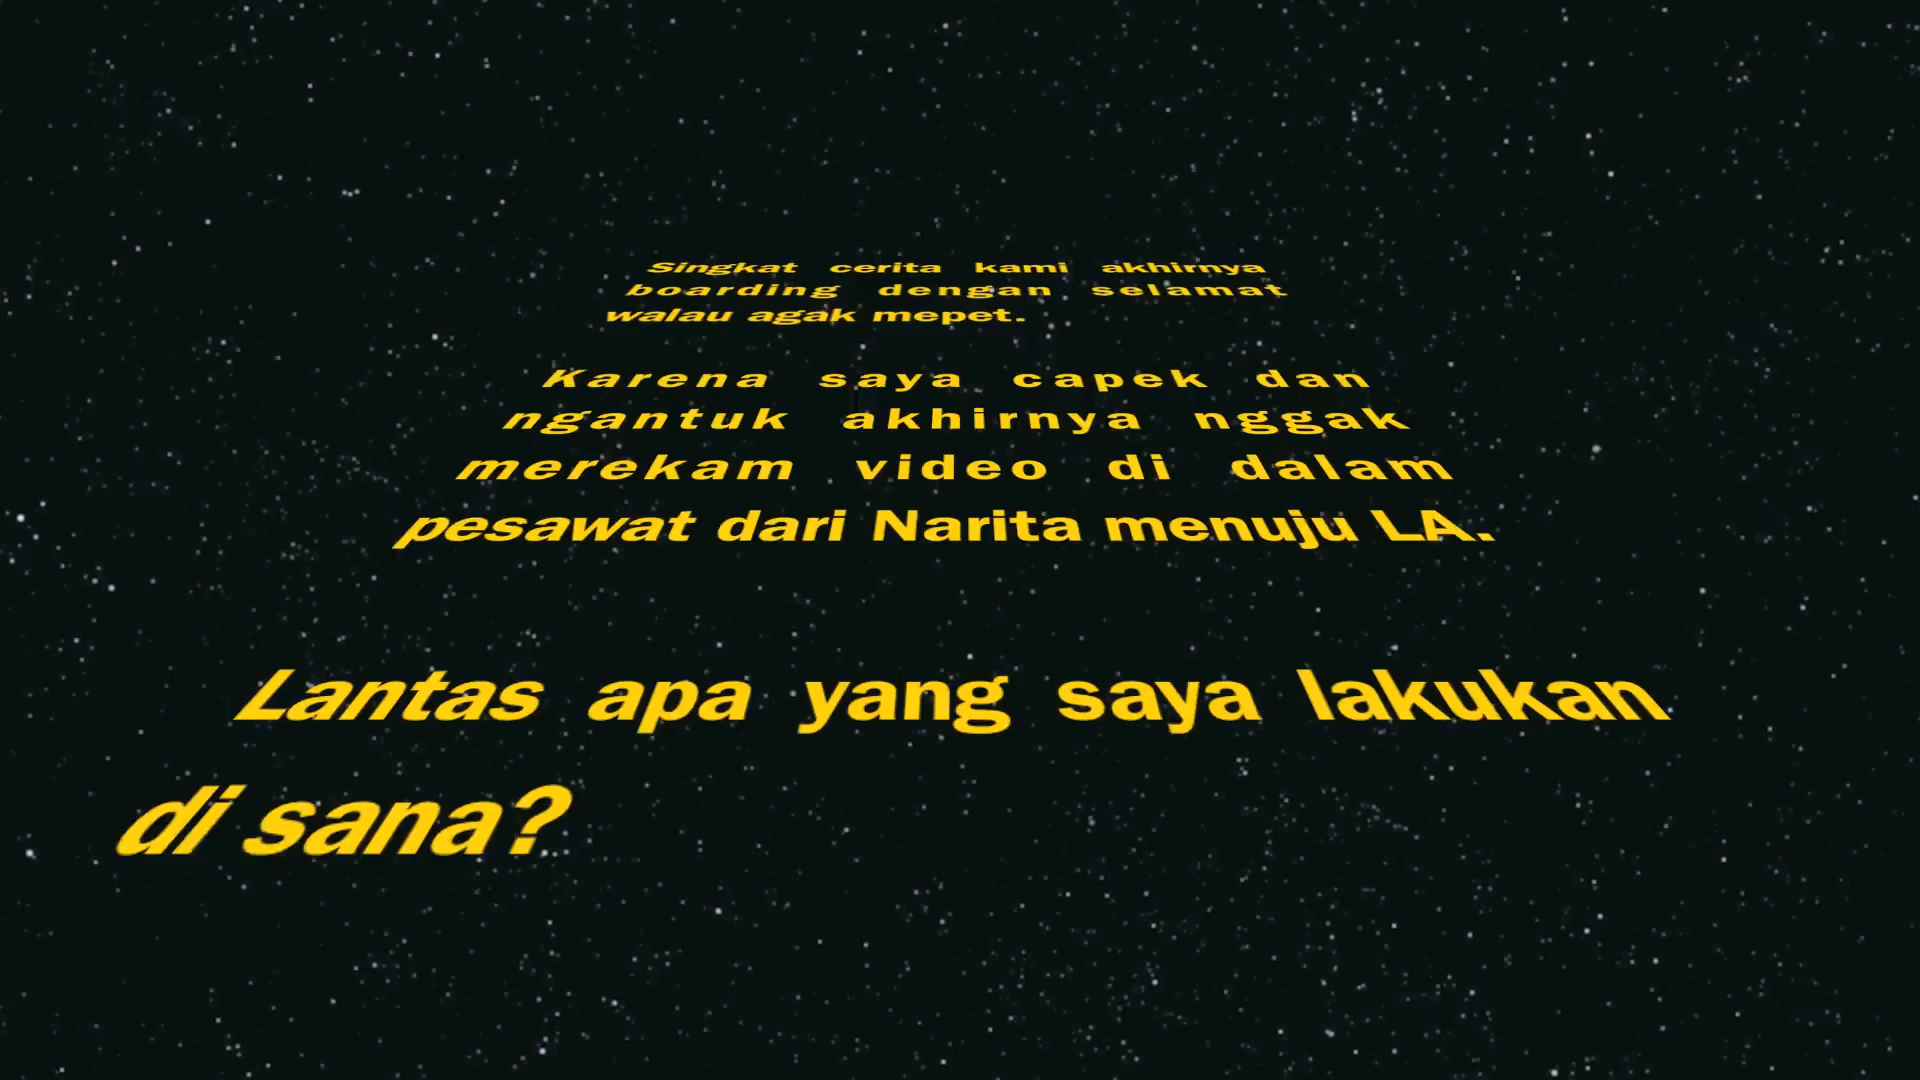 Singkat cerita kami akhirnya
boarding dengan selamat
walau agak mepet.
Karena saya capek dan
ngantuk akhirnya nggak
merekam video di dalam
pesawat dari Narita menuju LA.
Lantas apa yang saya lakukan
di sana?